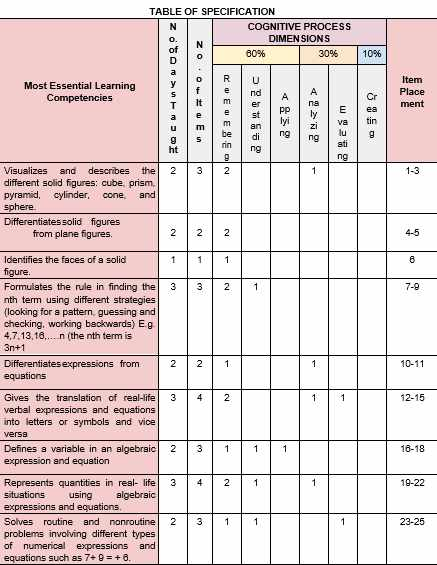 TABLE OF SPECIFICATION
Most Essential Learning Competencies
No. of Days Taught
No. of Items
COGNITIVE PROCESS DIMENSIONS
Item Placement
60%
30%
10%
Remembering
Understanding
Applying
Analyzing
Evaluating
Creating
Visualizes and describes the
different solid figures: cube, prism,
pyramid, cylinder, cone, and
sphere.
2 3 2 1 1-3
Differentiatessolid figures
from plane figures.
2 2 2 4-5
Identifies the faces of a solid
figure.
1 1 1 6
Formulates the rule in finding the
nth term using different strategies
(looking for a pattern, guessing and
checking, working backwards) E.g.
4,7,13,16,….n (the nth term is
3n+1
3 3 2 1 7-9
Differentiatesexpressions from
equations
2 2 1 1 10-11
Gives the translation of real-life
verbal expressions and equations
into letters or symbols and vice
versa
3 4 2 1 1 12-15
Defines a variable in an algebraic
expression and equation
2 3 1 1 1 16-18
Represents quantities in real- life
situations using algebraic
expressions and equations.
3 4 2 1 1 19-22
Solves routine and nonroutine
problems involving different types
of numerical expressions and
equations such as 7+ 9 = + 6.
2 3 1 1 1 23-25